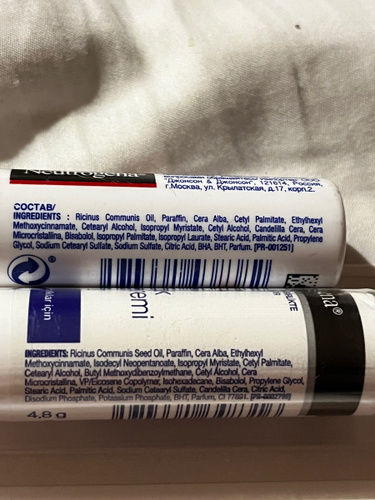 Neutrogena®
"Джонсон & Джонсон", 121614, Россия,
г.Москва, ул. Крылатская, д.17, корп.2.
СОСТАВ/
INGREDIENTS : Ricinus Communis Oil, Paraffin, Cera Alba, Cetyl Palmitate, Ethylhexyl
Methoxycinnamate, Cetearyl Alcohol, Isopropyl Myristate, Cetyl Alcohol, Candelilla Cera, Cera
Microcristallina, Bisabolol, Isopropyl Palmitate, Isopropyl Laurate, Stearic Acid, Palmitic Acid, Propylene
Glycol, Sodium Cetearyl Sulfate, Sodium Sulfate, Citric Acid, BHA, BHT, Parfum. [PR-001251]
INGREDIENTS: Ricinus Communis Seed Oil, Paraffin, Cera Alba, Ethylhexyl
Methoxycinnamate, Isodecyl Neopentanoate, Isopropyl Myristate, Cetyl Palmitate,
Cetearyl Alcohol, Butyl Methoxydibenzoylmethane, Cetyl Alcohol, Cera
Microcristallina, VP/Eicosene Copolymer, Isohexadecane, Bisabolol, Propylene Glycol,
Stearic Acid, Palmitic Acid, Sodium Cetearyl Sulfate, Candelilla Cera, Citric Acid,
Disodium Phosphate, Potassium Phosphate, BHT, Parfum, CI 77891.
4,8 g